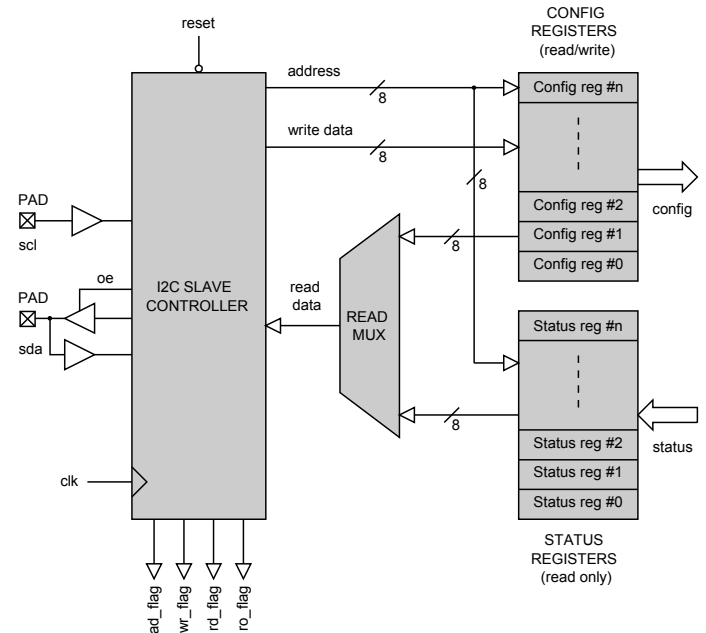 reset
CONFIG
REGISTERS
(read/write)
address
8
Config reg #n
write data
8
8
PAD
scl
Config reg #2
config
Config reg #1
8
Config reg #0
oe
I2C SLAVE
CONTROLLER
read
data
PAD
sda
READ
MUX
Status reg #n
8
status
Status reg #2
Status reg #1
Status reg #0
clk
STATUS
REGISTERS
(read only)
ad_flag
wr_flag
rd_flag
ro_flag